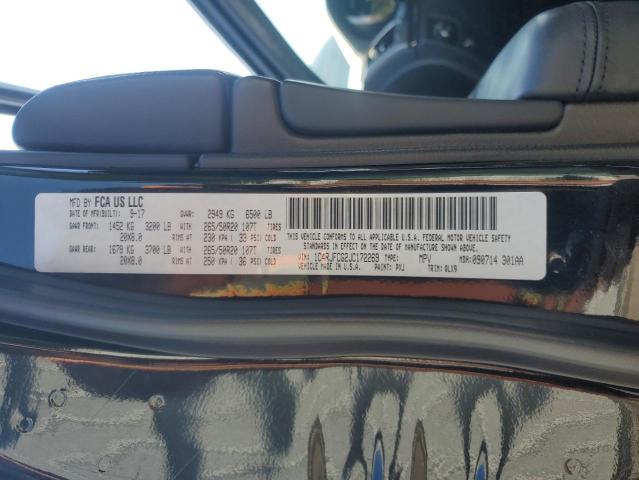 MFD BY FCA US LLC
DATE OF MFR(BUILT): 9-17 GVWR: 2949 KG 6500 LB
GAWR FRONT: 1452 KG 3200 LB WITH 265/50R20 107T TIRES
20X8.0 RIMS AT 230 KPA ( 33 PSI) COLD
GAWR REAR: 1679 KG 3700 LB WITH 265/50R20 107T TIRES
20X8.0 RIMS AT 250 KPA ( 36 PSI) COLD
THIS VEHICLE CONFORMS TO ALL APPLICABLE U.S.A. FEDERAL MOTOR VEHICLE SAFETY
STANDARDS IN EFFECT ON THE DATE OF MANUFACTURE SHOWN ABOVE.
VIN: 1C4RJFCG2JC172269 TYPE: MPV MDH:090714 301AA
VEHICLE MADE IN U.S.A. PAINT: PXJ TRIM: QLX9